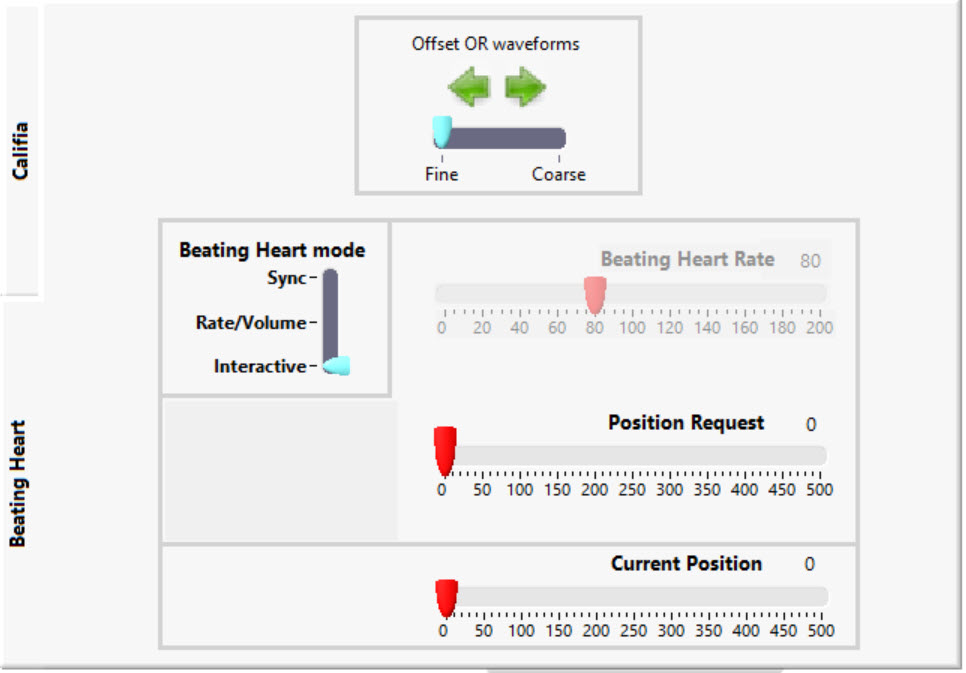 Califia
Beating Heart
Offset OR waveforms
Fine Coarse
Beating Heart mode
Sync
Rate/Volume
Interactive
Beating Heart Rate 80
0 20 40 60 80 100 120 140 160 180 200
Position Request 0
0 50 100 150 200 250 300 350 400 450 500
Current Position 0
0 50 100 150 200 250 300 350 400 450 500